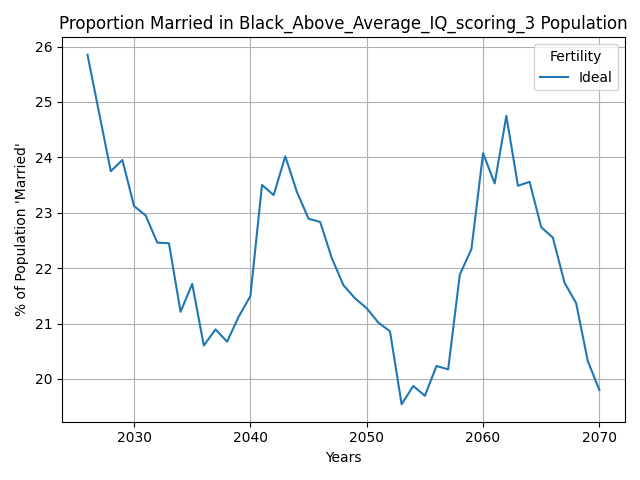 Proportion Married in Black_Above_Average_IQ_scoring_3 Population
Fertility
Ideal
% of Population 'Married'
26
25
24
23
22
21
20
2030
2040
2050
2060
2070
Years